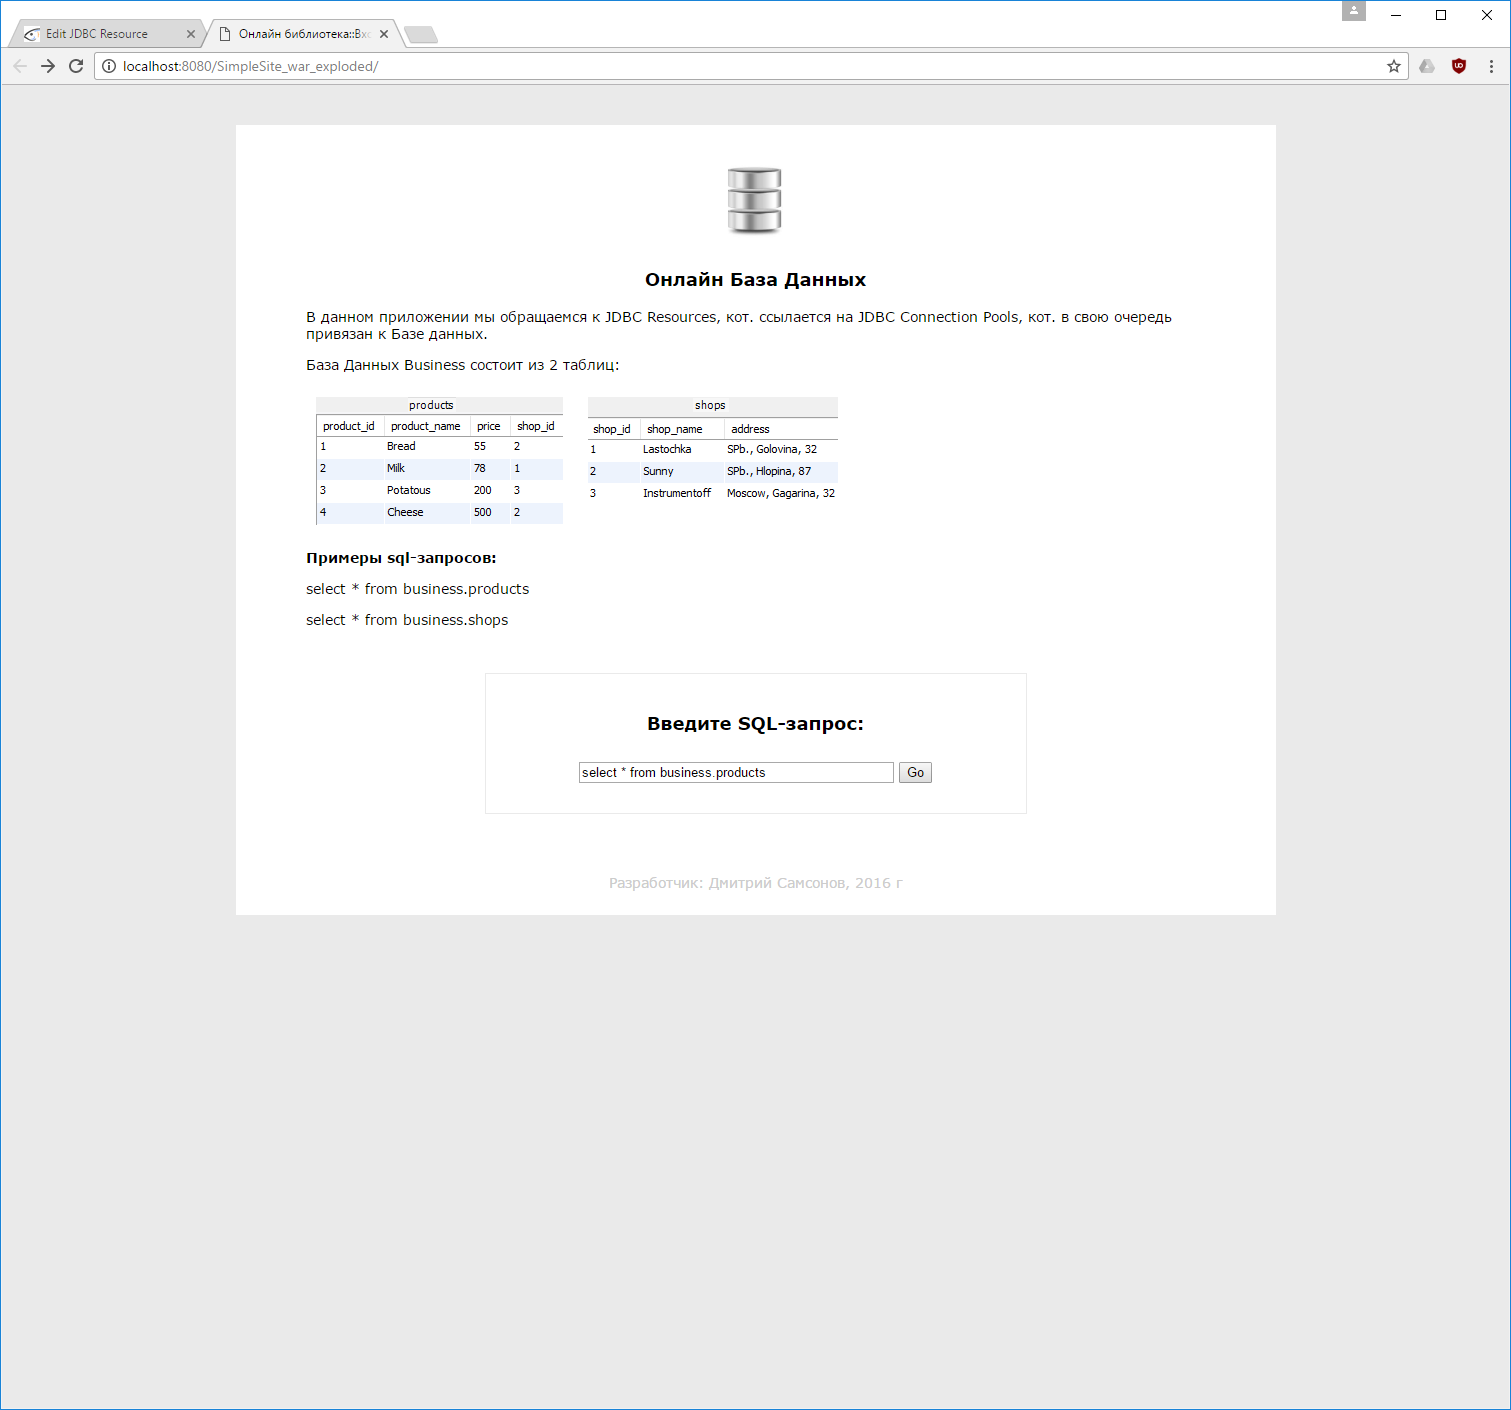 Edit JDBC Resource
Онлайн библиотека::Вхо
localhost:8080/SimpleSite_war_exploded/
Онлайн База Данных
В данном приложении мы обращаемся к JDBC Resources, кот. ссылается на JDBC Connection Pools, кот. в свою очередь
привязан к Базе данных.
База Данных Business состоит из 2 таблиц:
products
product_id product_name price shop_id
1 Bread 55 2
2 Milk 78 1
3 Potatous 200 3
4 Cheese 500 2
shops
shop_id shop_name address
1 Lastochka SPb., Golovina, 32
2 Sunny SPb., Hlopina, 87
3 Instrumentoff Moscow, Gagarina, 32
Примеры sql-запросов:
select * from business.products
select * from business.shops
Введите SQL-запрос:
select * from business.products Go
Разработчик: Дмитрий Самсонов, 2016 г